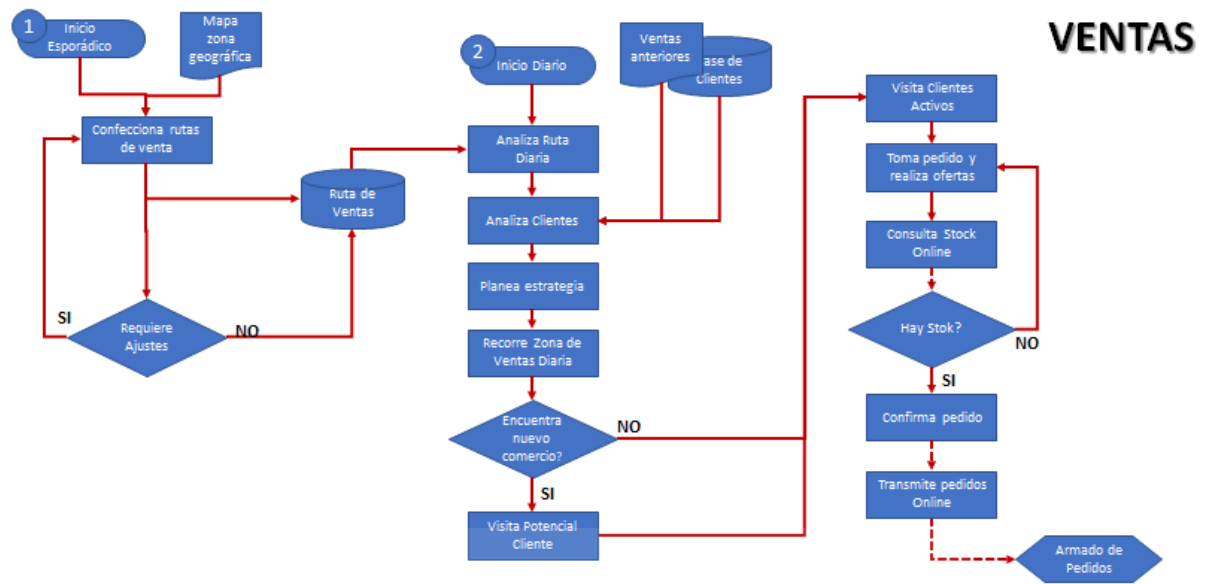 VENTAS
1
Inicio
Esporádico
Mapa
zona
geográfica
Confecciona rutas
de venta
Ruta de
Ventas
Requiere
Ajustes
SI
NO
2
Inicio Diario
Ventas
anteriores
ase de
Clientes
Analiza Ruta
Diaria
Analiza Clientes
Planea estrategia
Recorre Zona de
Ventas Diaria
Encuentra
nuevo
comercio?
NO
SI
Visita Potencial
Cliente
Visita Clientes
Activos
Toma pedido y
realiza ofertas
Consulta Stock
Online
Hay Stok?
NO
SI
Confirma pedido
Transmite pedidos
Online
Armado de
Pedidos